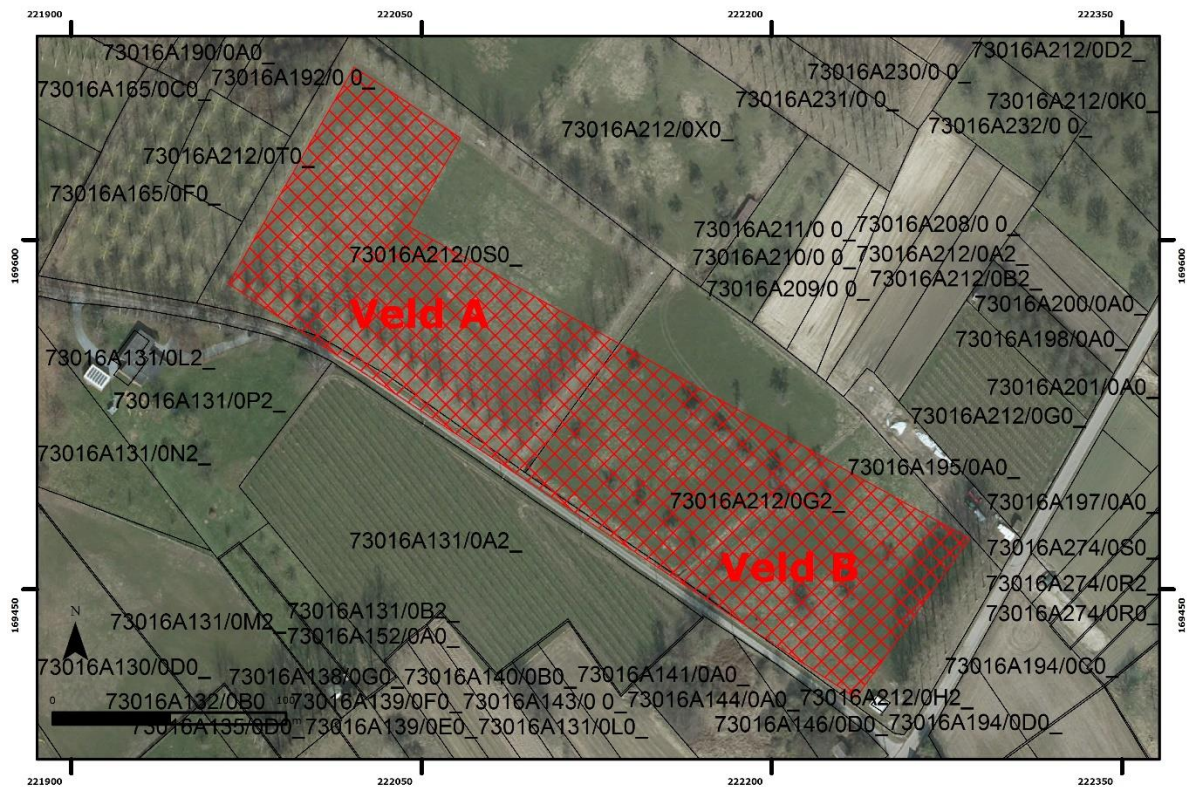 221900 222050 222200 222350
73016A190/0A0_
73016A192/0 0_
73016A165/0C0_
73016A212/0T0_
73016A165/0F0_
73016A212/0D2_
73016A230/0 0_
73016A231/0 0_
73016A212/0K0_
73016A232/0 0_
73016A212/0X0_
73016A211/0 0_
73016A208/0 0_
73016A210/0 0_
73016A212/0A2_
73016A209/0 0_
73016A212/0B2_
73016A200/0A0_
73016A198/0A0_
73016A201/0A0_
73016A212/0G0_
169600
169600
73016A212/0S0_
Veld A
73016A131/0L2_
73016A131/0P2_
73016A131/0N2_
73016A195/0A0_
73016A197/0A0_
73016A212/0G2_
73016A131/0A2_
73016A274/0S0_
73016A274/0R2_
73016A274/0R0_
Veld B
169450
169450
N
73016A131/0M2_
73016A131/0B2_
73016A152/0A0_
73016A130/0D0_
73016A138/0G0_
73016A140/0B0_
73016A141/0A0_
73016A194/0C0_
73016A132/0B0_
73016A139/0F0_
73016A143/0 0_
73016A144/0A0_
73016A212/0H2_
73016A135/0D0_
73016A139/0E0_
73016A131/0L0_
73016A146/0D0_
73016A194/0D0_
0 100
m
221900 222050 222200 222350